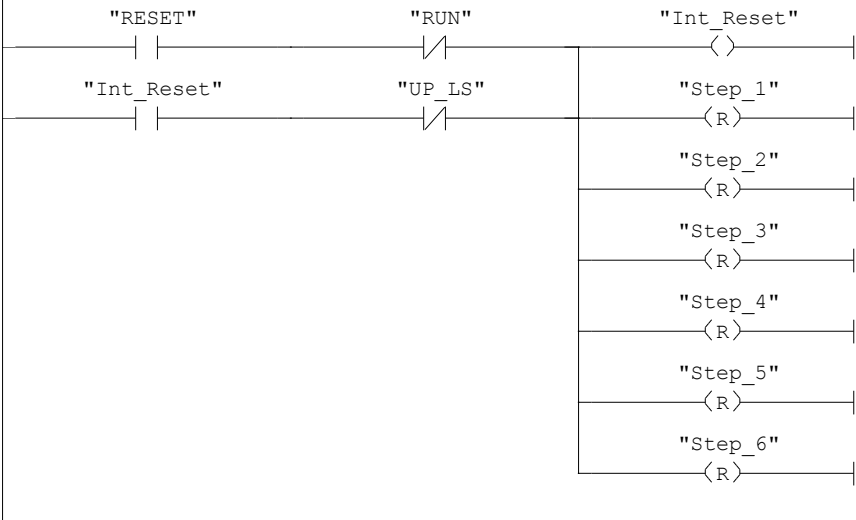 "RESET" "RUN" "Int_Reset"
"Int_Reset" "UP_LS" "Step_1"
R
"Step_2"
R
"Step_3"
R
"Step_4"
R
"Step_5"
R
"Step_6"
R